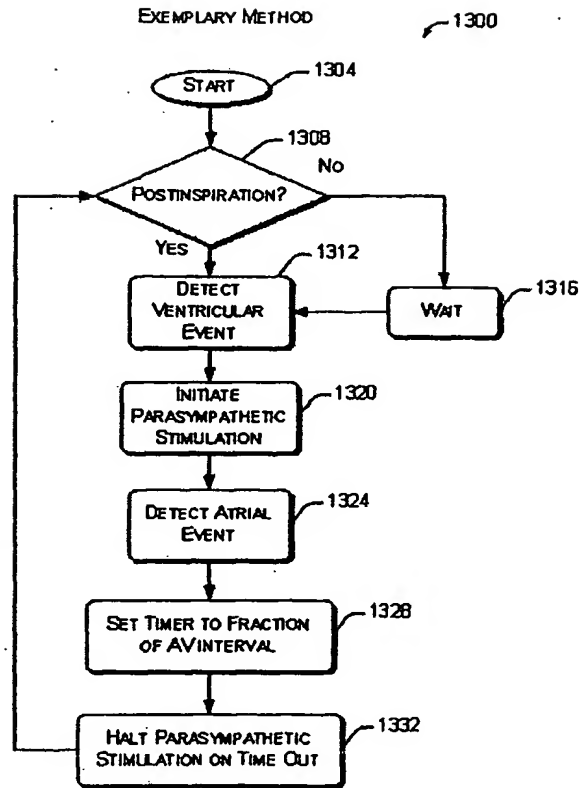 EXEMPLARY METHOD
1300
START
1304
1308
POSTINSPIRATION?
NO
YES
1312
DETECT
VENTRICULAR
EVENT
WAIT
1316
INITIATE
PARASYMPATHETIC
STIMULATION
1320
DETECT ATRIAL
EVENT
1324
SET TIMER TO FRACTION
OF AV INTERVAL
1328
HALT PARASYMPATHETIC
STIMULATION ON TIME OUT
1332